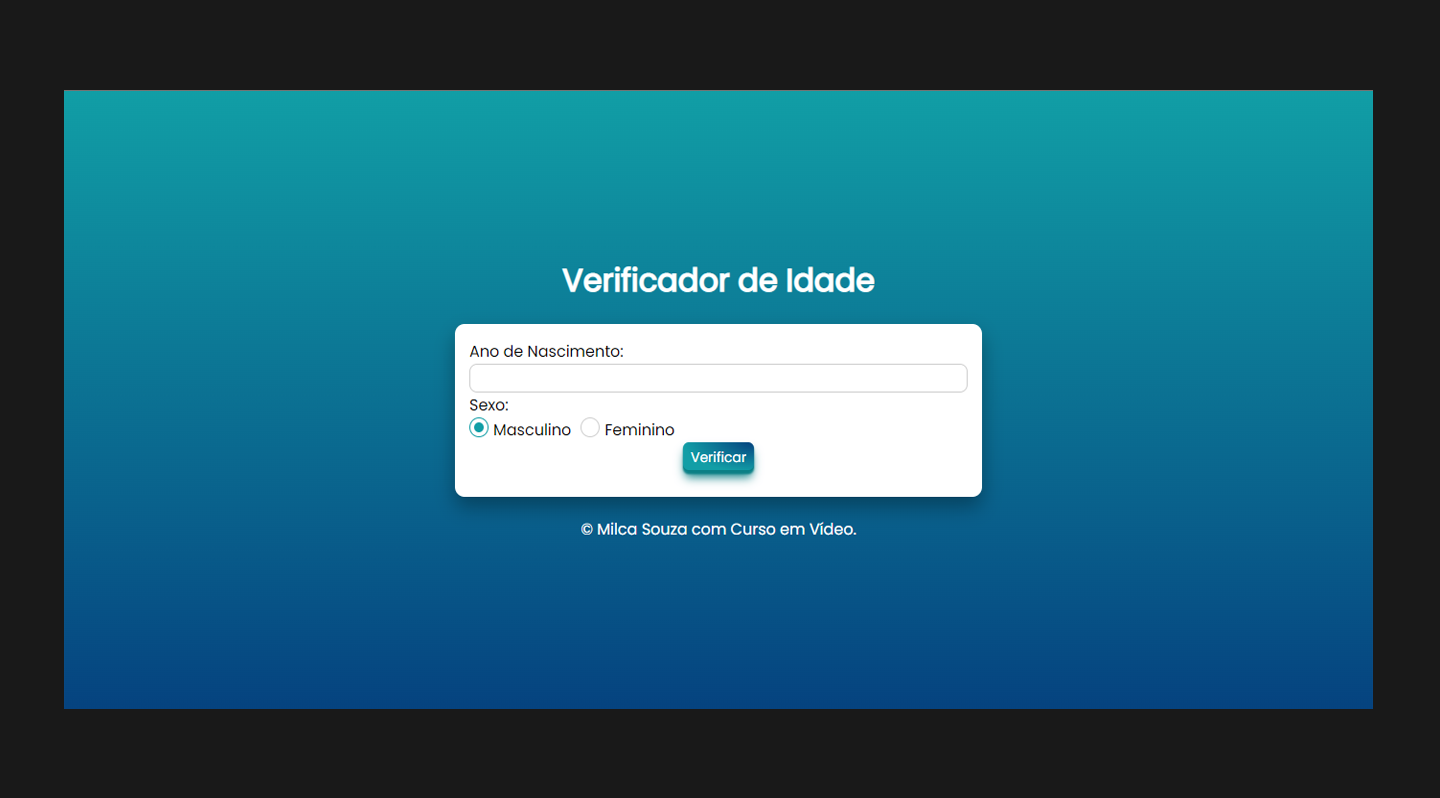 Verificador de Idade
Ano de Nascimento:
Sexo:
Masculino Feminino
Verificar
© Milca Souza com Curso em Vídeo.